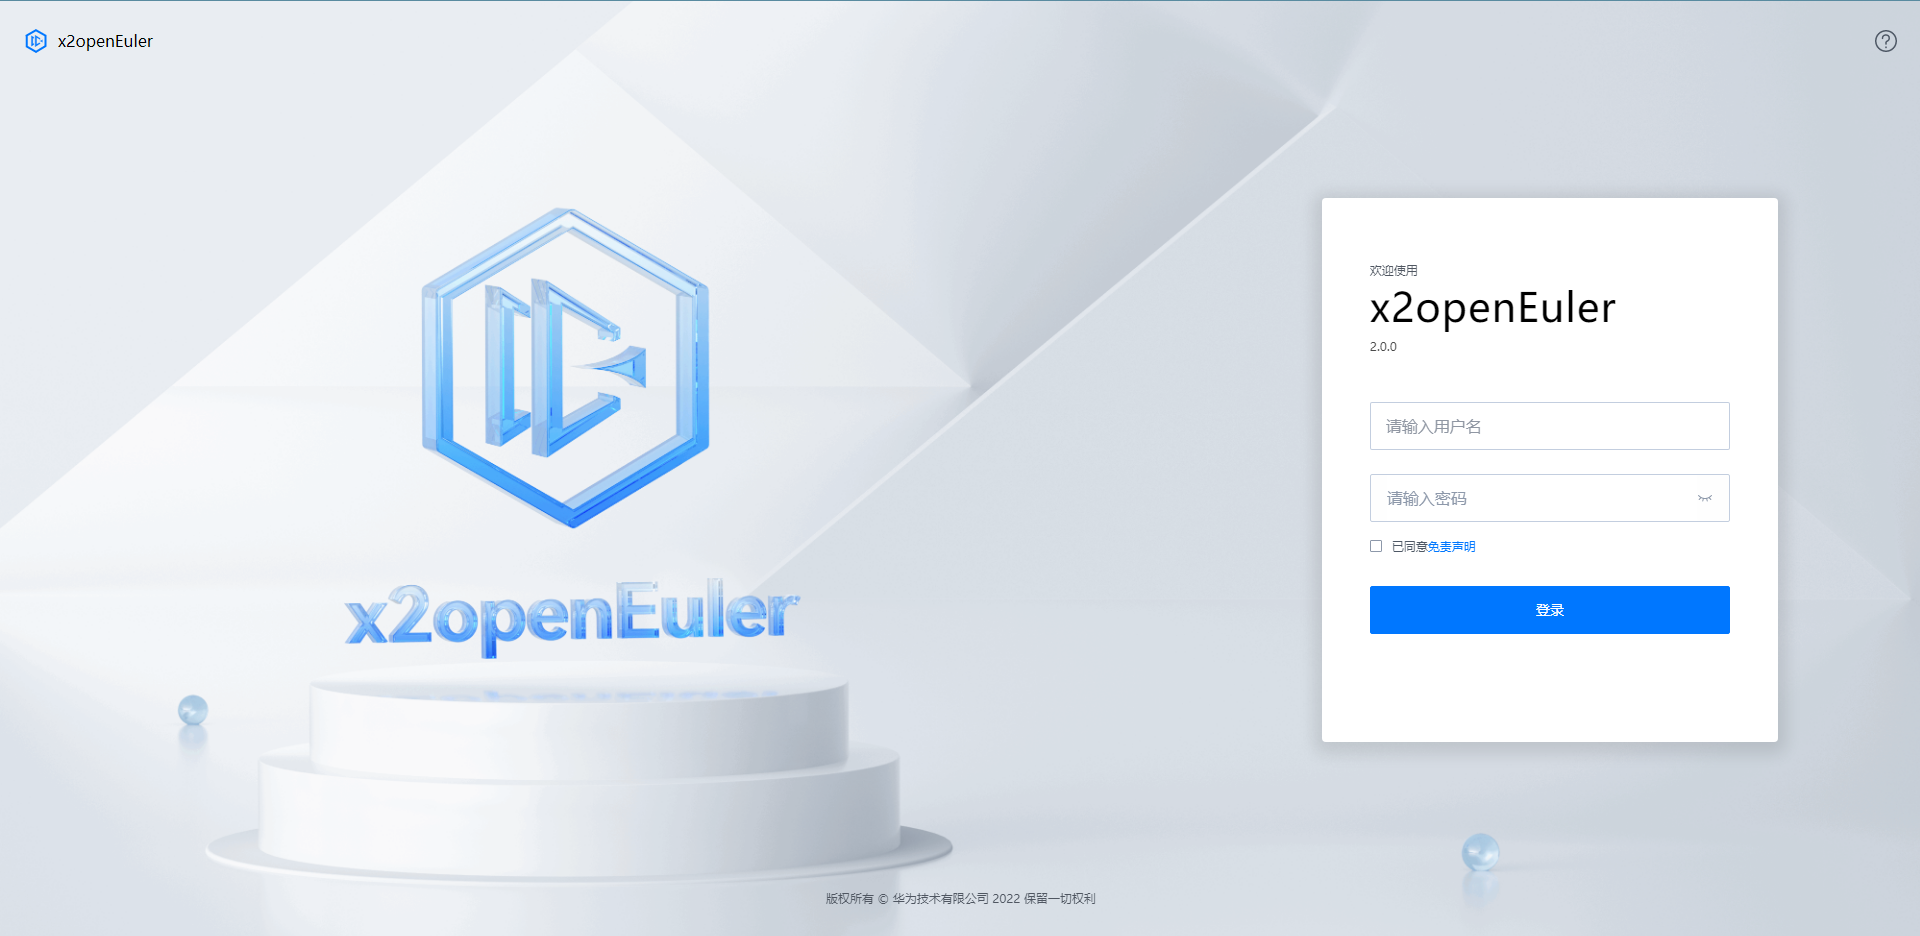 x2openEuler
x2openEuler
欢迎使用
x2openEuler
2.0.0
请输入用户名
请输入密码
已同意免责声明
登录
版权所有 © 华为技术有限公司 2022 保留一切权利